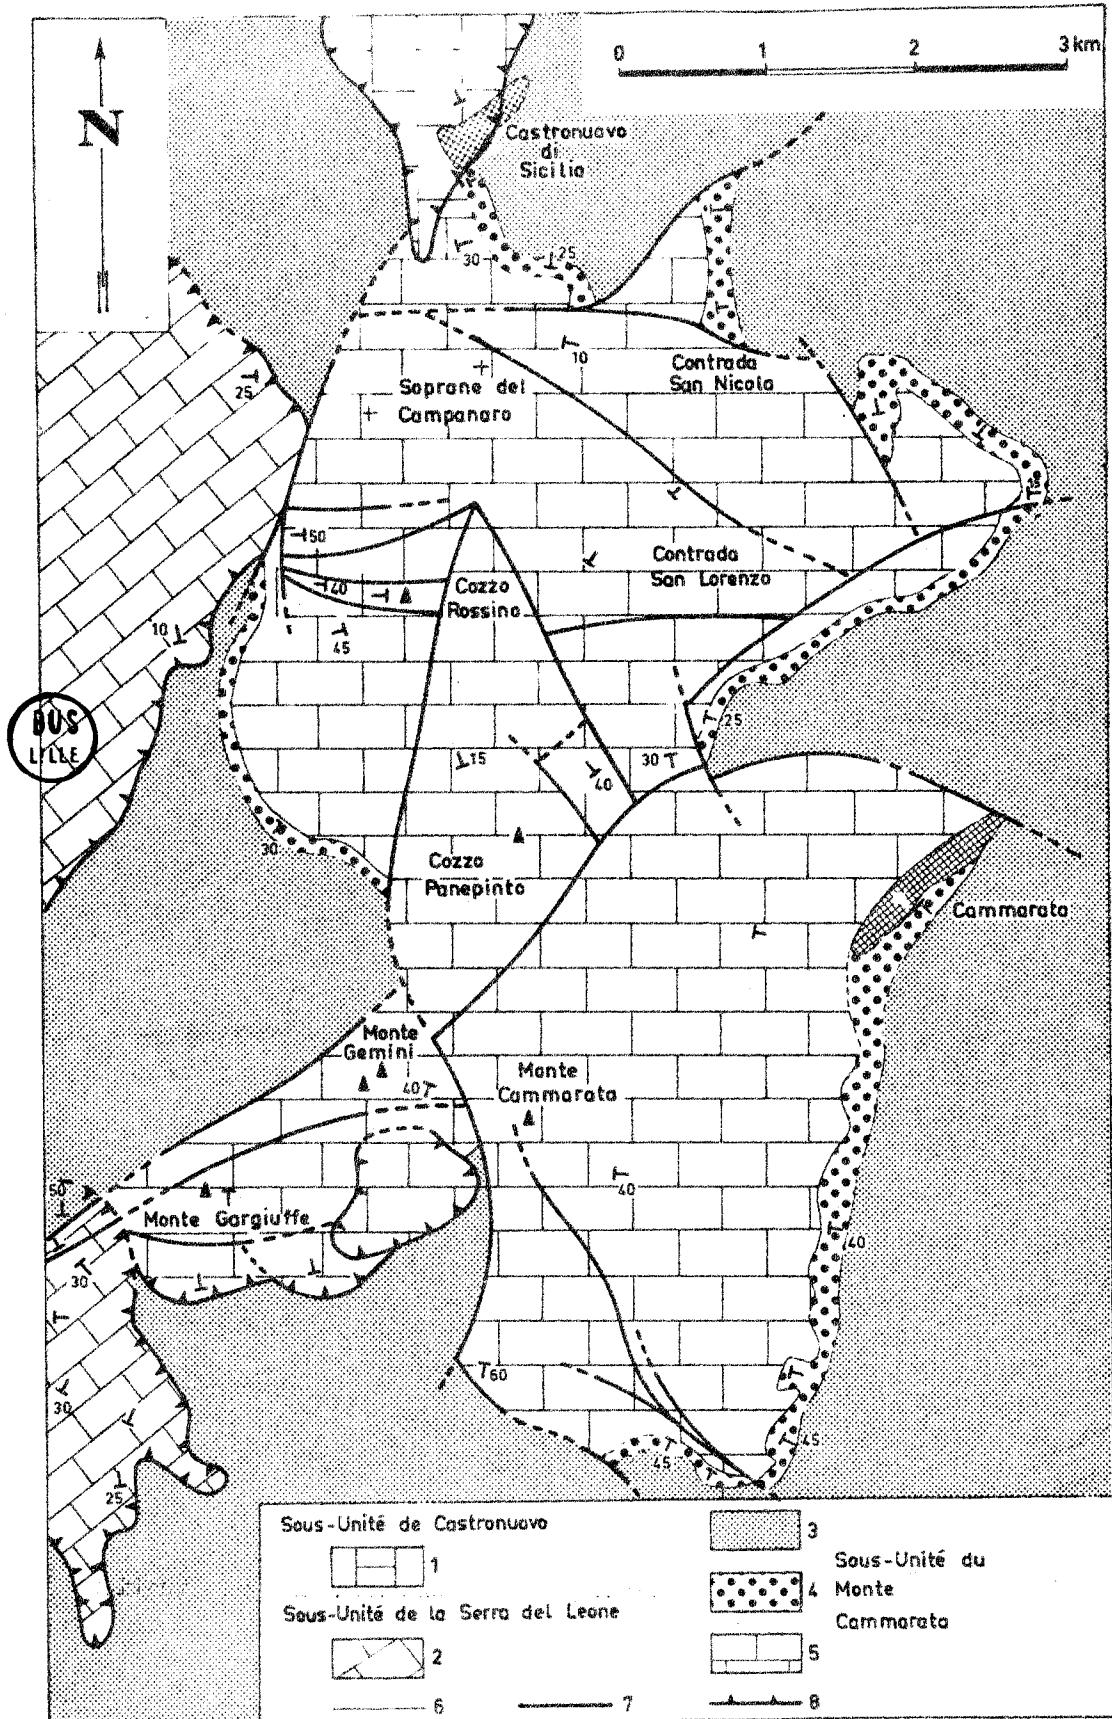 0 1 2 3 km
N
Castronuovo
di
Sicilia
30
25
25
10
Contrada
San Nicola
Soprane del
Campanaro
50
40
45
10
Cozzo
Rossino
Contrada
San Lorenzo
BUS
LILLE
25
30
15
40
30
Cozzo
Panepinto
Cammarata
Monte
Gemini
40
Monte
Cammarata
50
40
Monte Gargiuffe
40
30
60
30
45
45
25
Sous-Unité de Castronuovo
1
Sous-Unité de la Serra del Leone
2
6 7
3
Sous-Unité du
4 Monte
Cammarata
5
8